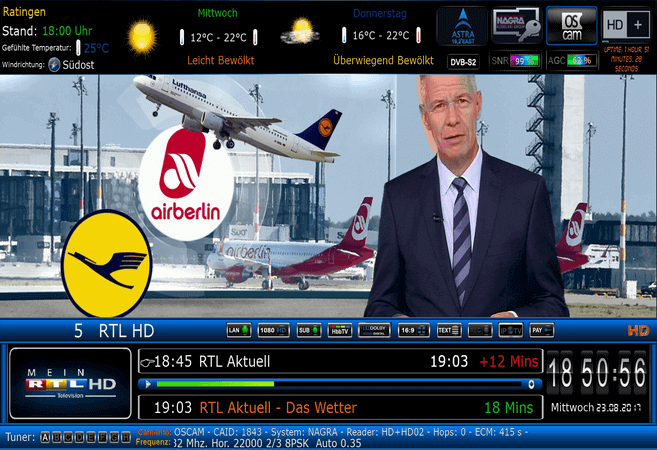 Ratingen
Stand: 18:00 Uhr
Gefühlte Temperatur: 25°C
Windrichtung: Südost
Mittwoch
12°C - 22°C
Leicht Bewölkt
Donnerstag
16°C - 22°C
Überwiegend Bewölkt
ASTRA
19,2°EAST
DVB-S2
NAGRA
SNR 99%
OS
cam
AGC 62 %
HD +
UPTIME: 1 HOUR 51
MINUTES, 28
SECONDS
Lufthansa
airberlin
Sixt
airberlin
5 RTL HD
LAN
1080 HD
SUB
HbbTV
DOLBY
16:9
TEXT
IP TV
PAY
HD
MEIN
RTL HD
Television
18:45 RTL Aktuell 19:03 +12 Mins
19:03 RTL Aktuell - Das Wetter 18 Mins
18 50:56
Mittwoch 23.08.2017
Tuner: A B C D E F G H
OSCAM - CAID: 1843 - System: NAGRA - Reader: HD+HD02 - Hops: 0 - ECM: 415 s -
Frequenz: 32 Mhz. Hor. 22000 2/3 8PSK Auto 0.35